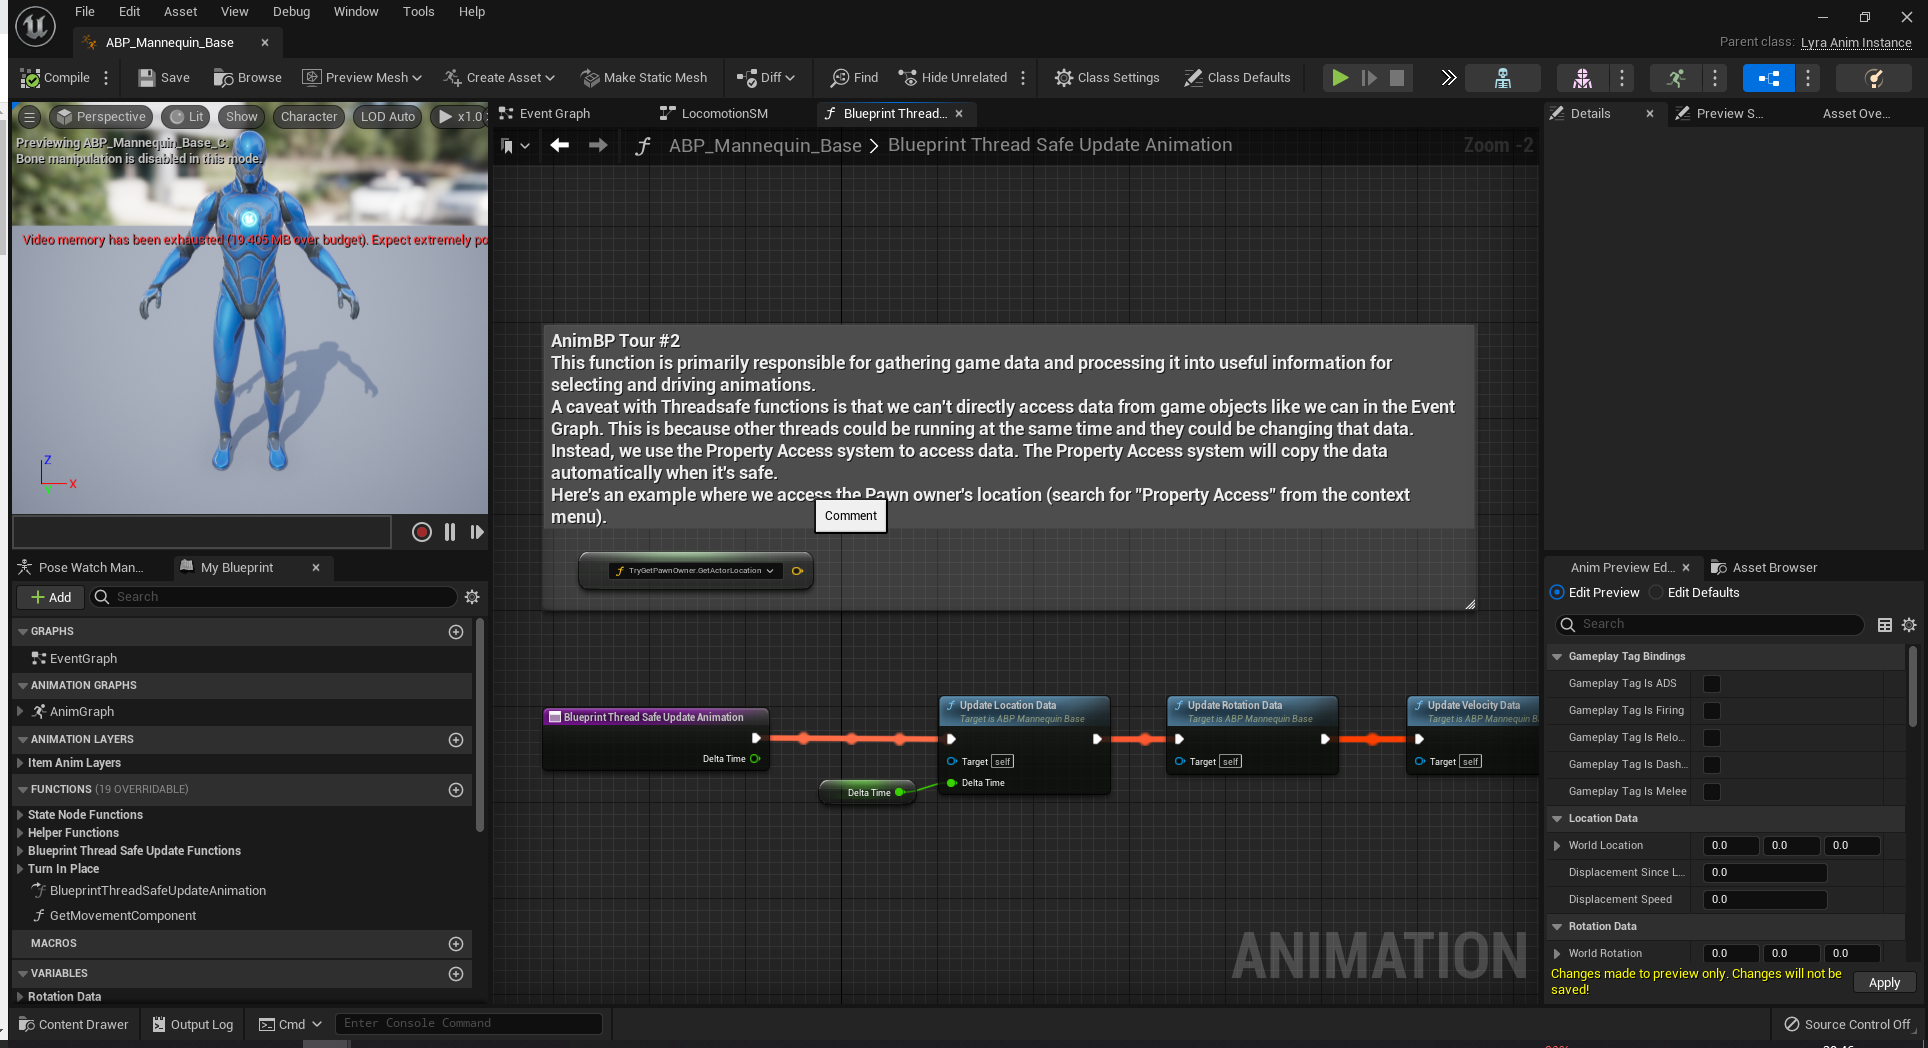 File Edit Asset View Debug Window Tools Help
ABP_Mannequin_Base
Parent class: Lyra Anim Instance
Compile Save Browse Preview Mesh Create Asset Make Static Mesh Diff Find Hide Unrelated Class Settings Class Defaults
Perspective Lit Show Character LOD Auto x1.0
Previewing ABP_Mannequin_Base_C.
Bone manipulation is disabled in this mode.
Video memory has been exhausted (19.405 MB over budget). Expect extremely po
Z
X
Y
Event Graph LocomotionSM Blueprint Thread...
ABP_Mannequin_Base > Blueprint Thread Safe Update Animation
Zoom -2
AnimBP Tour #2
This function is primarily responsible for gathering game data and processing it into useful information for
selecting and driving animations.
A caveat with Threadsafe functions is that we can't directly access data from game objects like we can in the Event
Graph. This is because other threads could be running at the same time and they could be changing that data.
Instead, we use the Property Access system to access data. The Property Access system will copy the data
automatically when it's safe.
Here's an example where we access the Pawn owner's location (search for "Property Access" from the context
menu).
Comment
TryGetPawnOwner.GetActorLocation
Blueprint Thread Safe Update Animation
Delta Time
Delta Time
Update Location Data
Target is ABP Mannequin Base
Target self
Delta Time
Update Rotation Data
Target is ABP Mannequin Base
Target self
Update Velocity Data
Target is ABP Mannequin B
Target self
ANIMATION
Pose Watch Man... My Blueprint
Add Search
GRAPHS
EventGraph
ANIMATION GRAPHS
AnimGraph
ANIMATION LAYERS
Item Anim Layers
FUNCTIONS (19 OVERRIDABLE)
State Node Functions
Helper Functions
Blueprint Thread Safe Update Functions
Turn In Place
BlueprintThreadSafeUpdateAnimation
GetMovementComponent
MACROS
VARIABLES
Rotation Data
Details Preview S... Asset Ove...
Anim Preview Ed... Asset Browser
Edit Preview Edit Defaults
Search
Gameplay Tag Bindings
Gameplay Tag Is ADS
Gameplay Tag Is Firing
Gameplay Tag Is Relo...
Gameplay Tag Is Dash...
Gameplay Tag Is Melee
Location Data
World Location 0.0 0.0 0.0
Displacement Since L... 0.0
Displacement Speed 0.0
Rotation Data
World Rotation 0.0 0.0 0.0
Changes made to preview only. Changes will not be
saved!
Apply
Content Drawer Output Log Cmd Enter Console Command Source Control Off